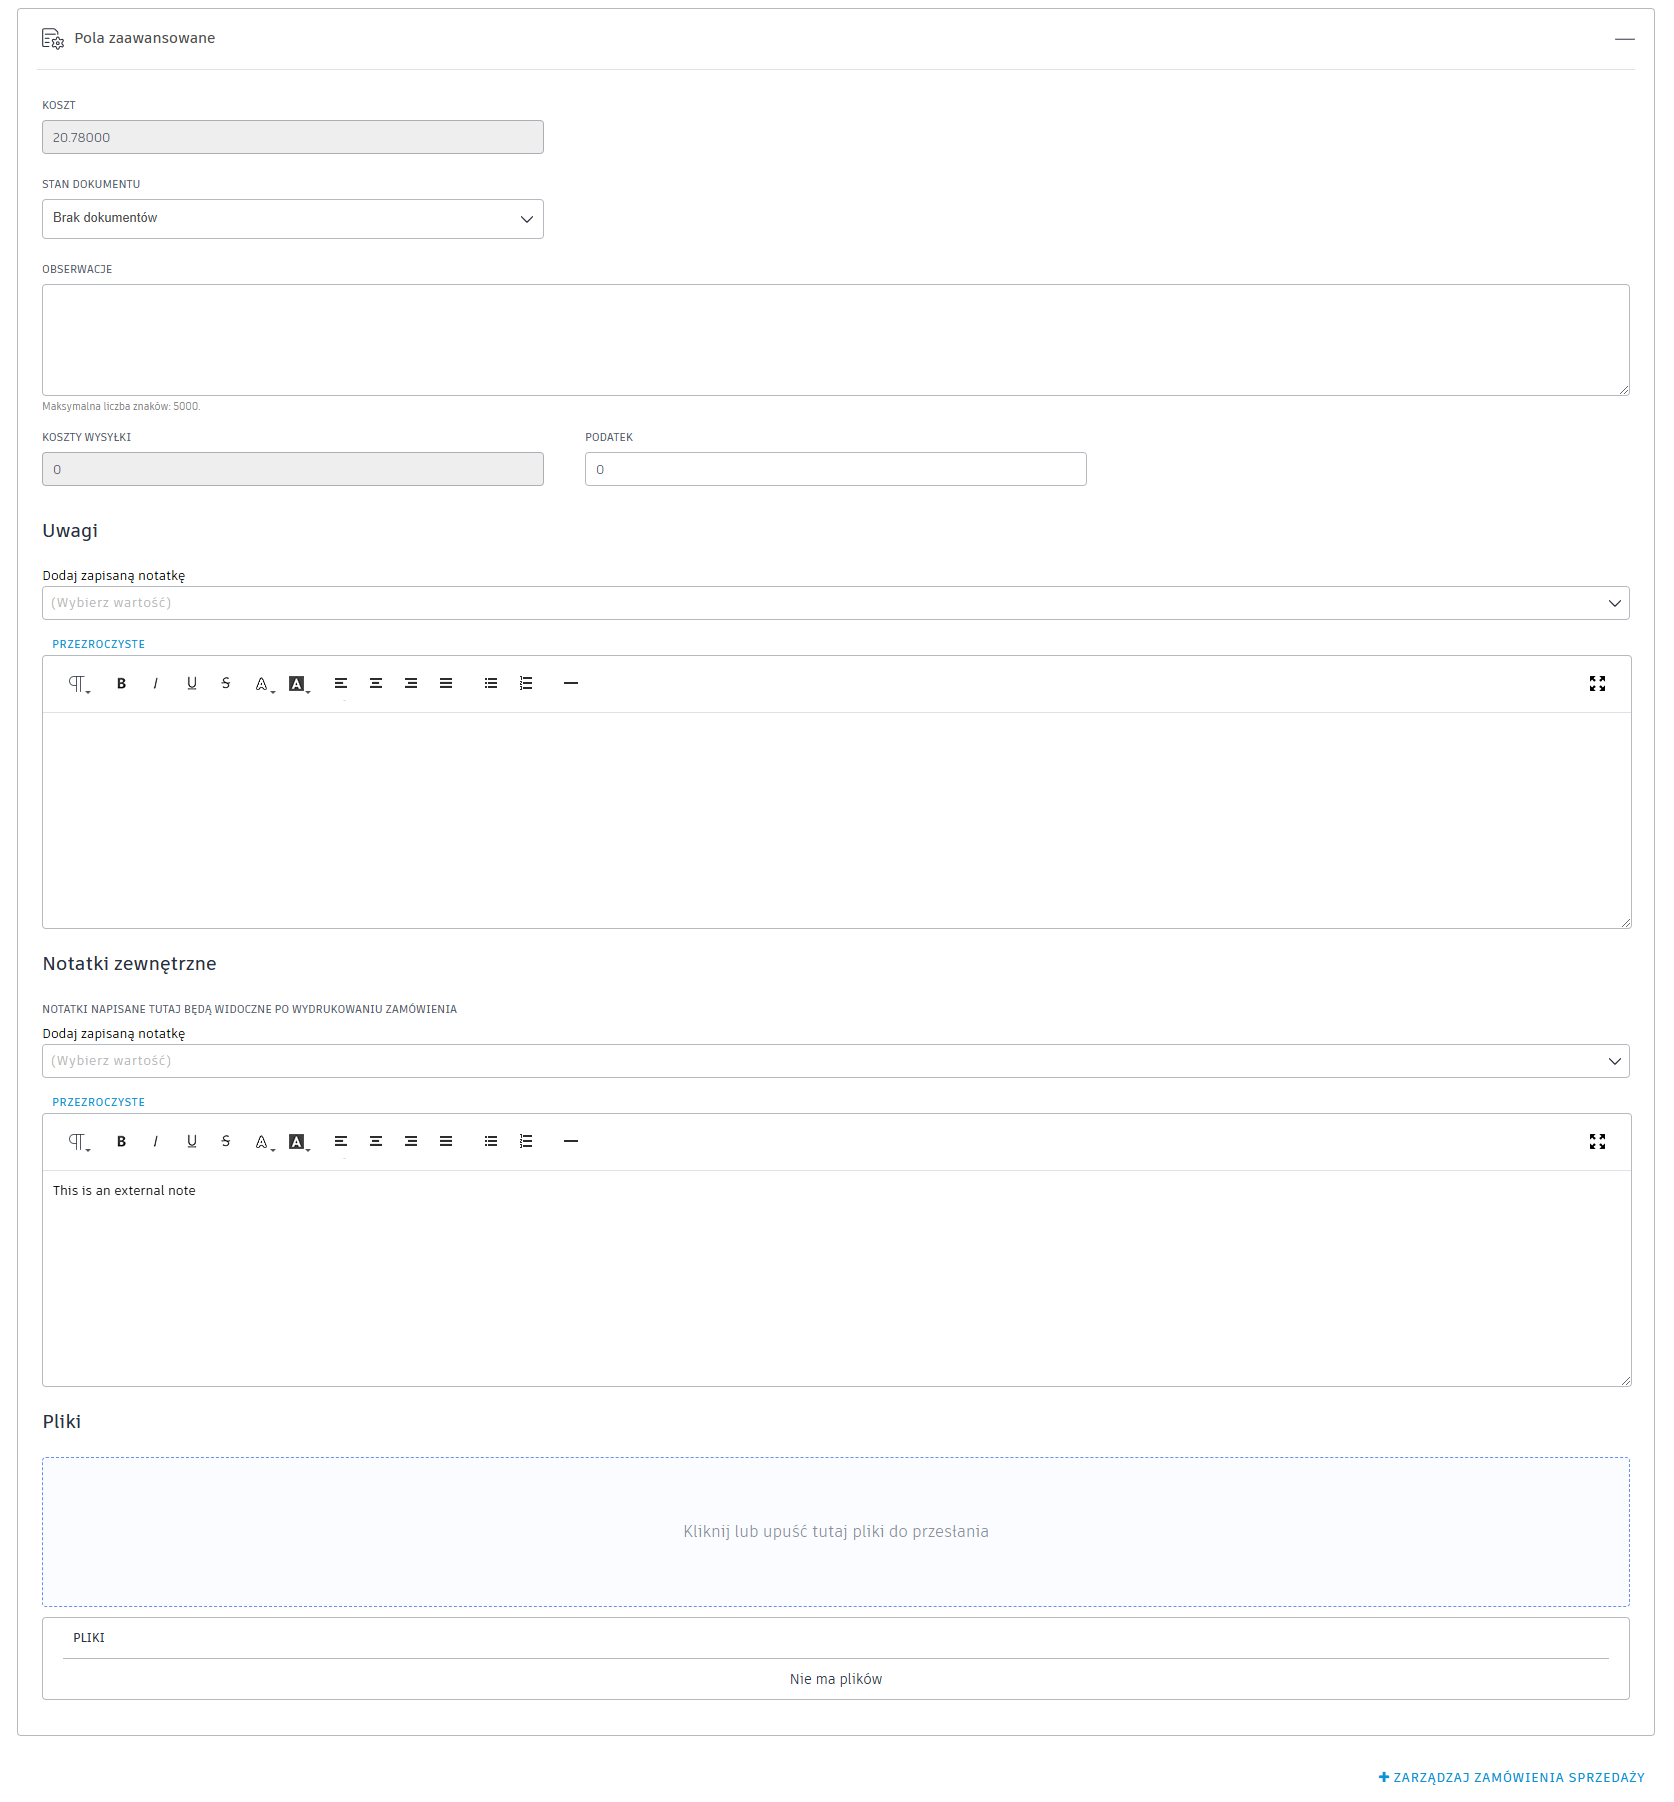 Pola zaawansowane
KOSZT
20.78000
STAN DOKUMENTU
Brak dokumentów
OBSERWACJE
Maksymalna liczba znaków: 5000.
KOSZTY WYSYŁKI
PODATEK
0
0
Uwagi
Dodaj zapisaną notatkę
(Wybierz wartość)
PRZEZROCZYSTE
Notatki zewnętrzne
NOTATKI NAPISANE TUTAJ BĘDĄ WIDOCZNE PO WYDRUKOWANIU ZAMÓWIENIA
Dodaj zapisaną notatkę
(Wybierz wartość)
PRZEZROCZYSTE
This is an external note
Pliki
Kliknij lub upuść tutaj pliki do przesłania
PLIKI
Nie ma plików
ZARZĄDZAJ ZAMÓWIENIA SPRZEDAŻY